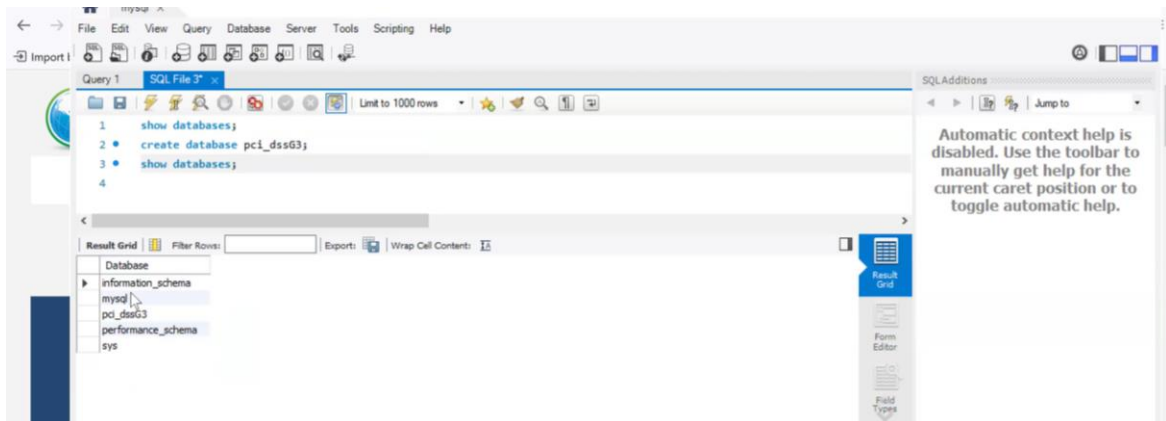 mysql ×
File Edit View Query Database Server Tools Scripting Help
Import
Query 1 SQL File 3* ×
SQLAdditions
Limit to 1000 rows
Jump to
1 show databases;
2 create database pci_dssG3;
3 show databases;
4
Automatic context help is
disabled. Use the toolbar to
manually get help for the
current caret position or to
toggle automatic help.
Result Grid Filter Rows: Export: Wrap Cell Content:
Database
information_schema
mysql
pci_dssG3
performance_schema
sys
Result
Grid
Form
Editor
Field
Types